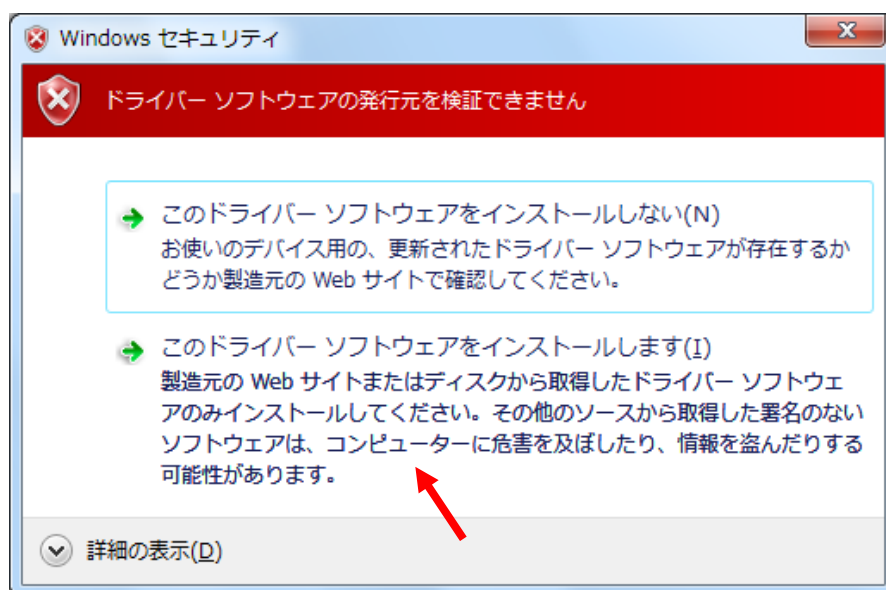 Windows セキュリティ
ドライバー ソフトウェアの発行元を検証できません
このドライバー ソフトウェアをインストールしない(N)
お使いのデバイス用の、更新されたドライバー ソフトウェアが存在するか
どうか製造元の Web サイトで確認してください。
このドライバー ソフトウェアをインストールします(I)
製造元の Web サイトまたはディスクから取得したドライバー ソフトウェ
アのみインストールしてください。その他のソースから取得した署名のない
ソフトウェアは、コンピューターに危害を及ぼしたり、情報を盗んだりする
可能性があります。
詳細の表示(D)